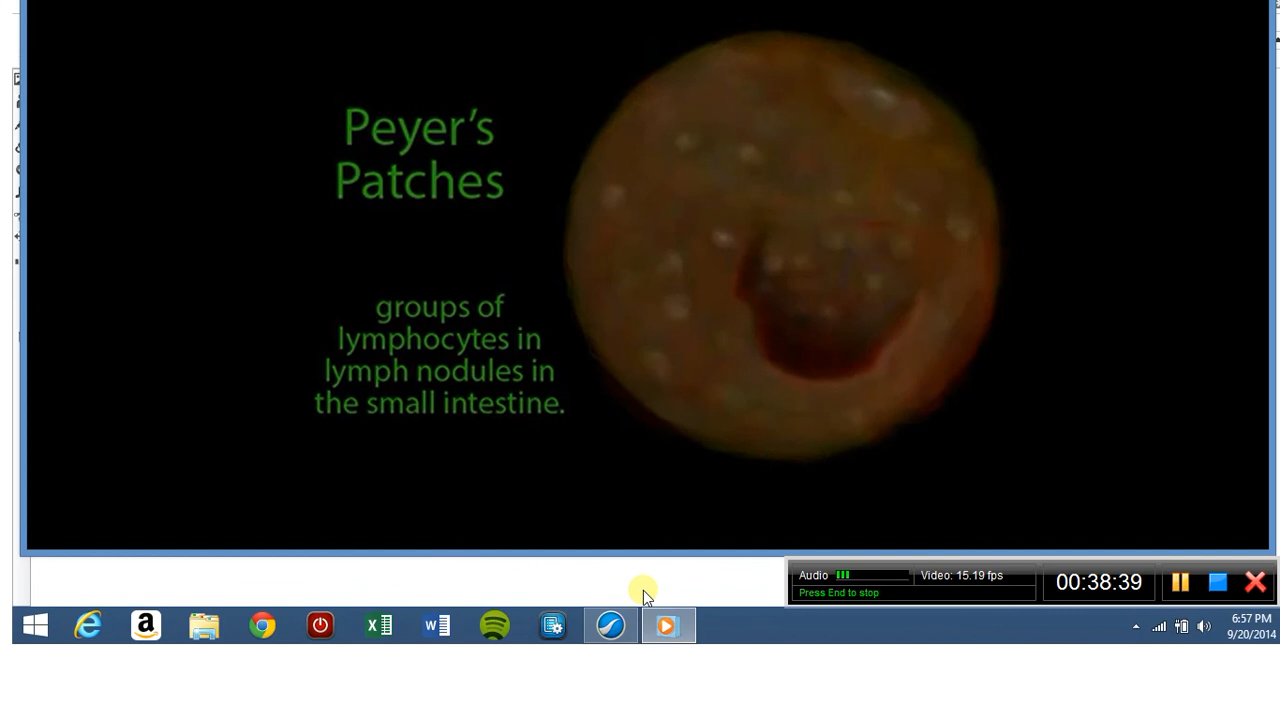 Peyer's
Patches
groups of
lymphocytes in
lymph nodules in
the small intestine.
Audio
Video: 15.19 fps
Press End to stop
00:38:39
6:57 PM
9/20/2014